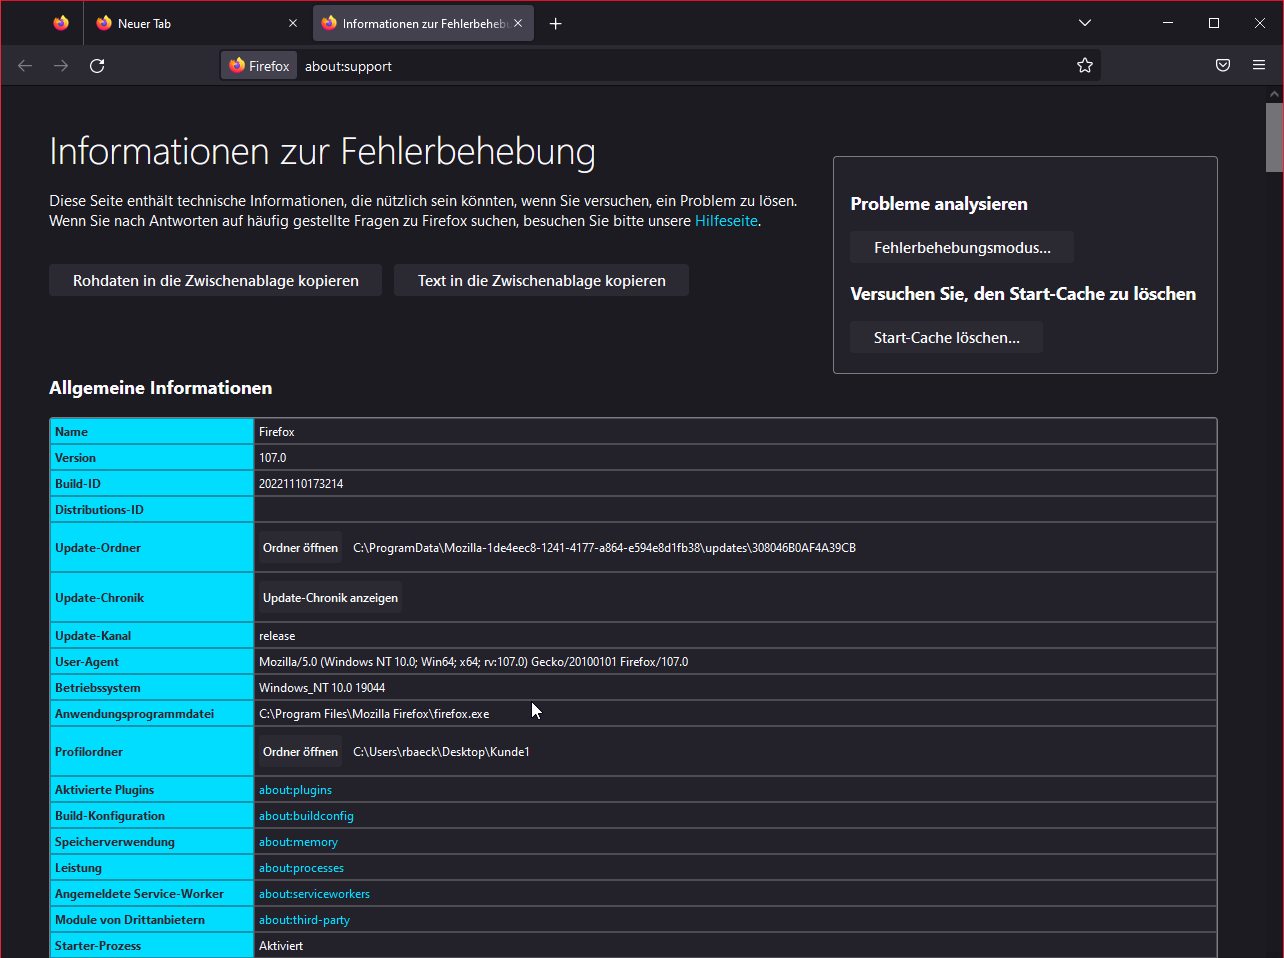 Neuer Tab
Informationen zur Fehlerbeheb
Firefox
about:support
Informationen zur Fehlerbehebung
Diese Seite enthält technische Informationen, die nützlich sein könnten, wenn Sie versuchen, ein Problem zu lösen.
Wenn Sie nach Antworten auf häufig gestellte Fragen zu Firefox suchen, besuchen Sie bitte unsere Hilfeseite.
Rohdaten in die Zwischenablage kopieren
Text in die Zwischenablage kopieren
Probleme analysieren
Fehlerbehebungsmodus...
Versuchen Sie, den Start-Cache zu löschen
Start-Cache löschen...
Allgemeine Informationen
Name Firefox
Version 107.0
Build-ID 20221110173214
Distributions-ID
Update-Ordner Ordner öffnen C:\ProgramData\Mozilla-1de4eec8-1241-4177-a864-e594e8d1fb38\updates\308046B0AF4A39CB
Update-Chronik Update-Chronik anzeigen
Update-Kanal release
User-Agent Mozilla/5.0 (Windows NT 10.0; Win64; x64; rv:107.0) Gecko/20100101 Firefox/107.0
Betriebssystem Windows_NT 10.0 19044
Anwendungsprogrammdatei C:\Program Files\Mozilla Firefox\firefox.exe
Profilordner Ordner öffnen C:\Users\rbaeck\Desktop\Kunde1
Aktivierte Plugins about:plugins
Build-Konfiguration about:buildconfig
Speicherverwendung about:memory
Leistung about:processes
Angemeldete Service-Worker about:serviceworkers
Module von Drittanbietern about:third-party
Starter-Prozess Aktiviert